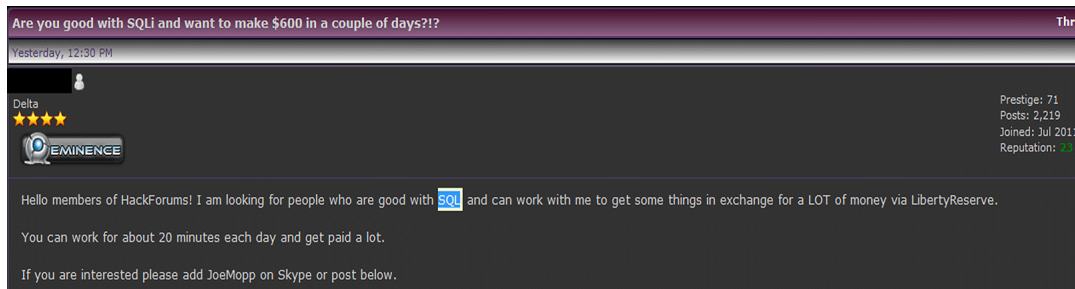 Are you good with SQLi and want to make $600 in a couple of days?!? Thr
Yesterday, 12:30 PM
Delta
EMINENCE
Prestige: 71
Posts: 2,219
Joined: Jul 2011
Reputation: 23
Hello members of HackForums! I am looking for people who are good with SQL and can work with me to get some things in exchange for a LOT of money via LibertyReserve.
You can work for about 20 minutes each day and get paid a lot.
If you are interested please add JoeMopp on Skype or post below.